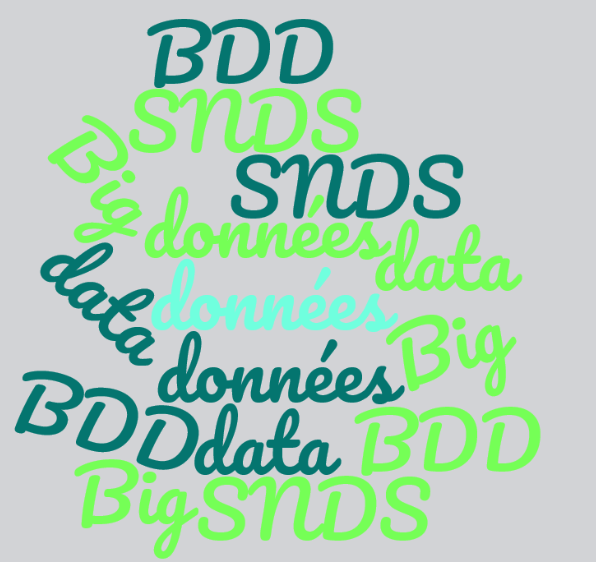 BDD
SNDS
Big
SNDS
données
data
data
données
Big
données
BDD
data
BDD
Big
SNDS